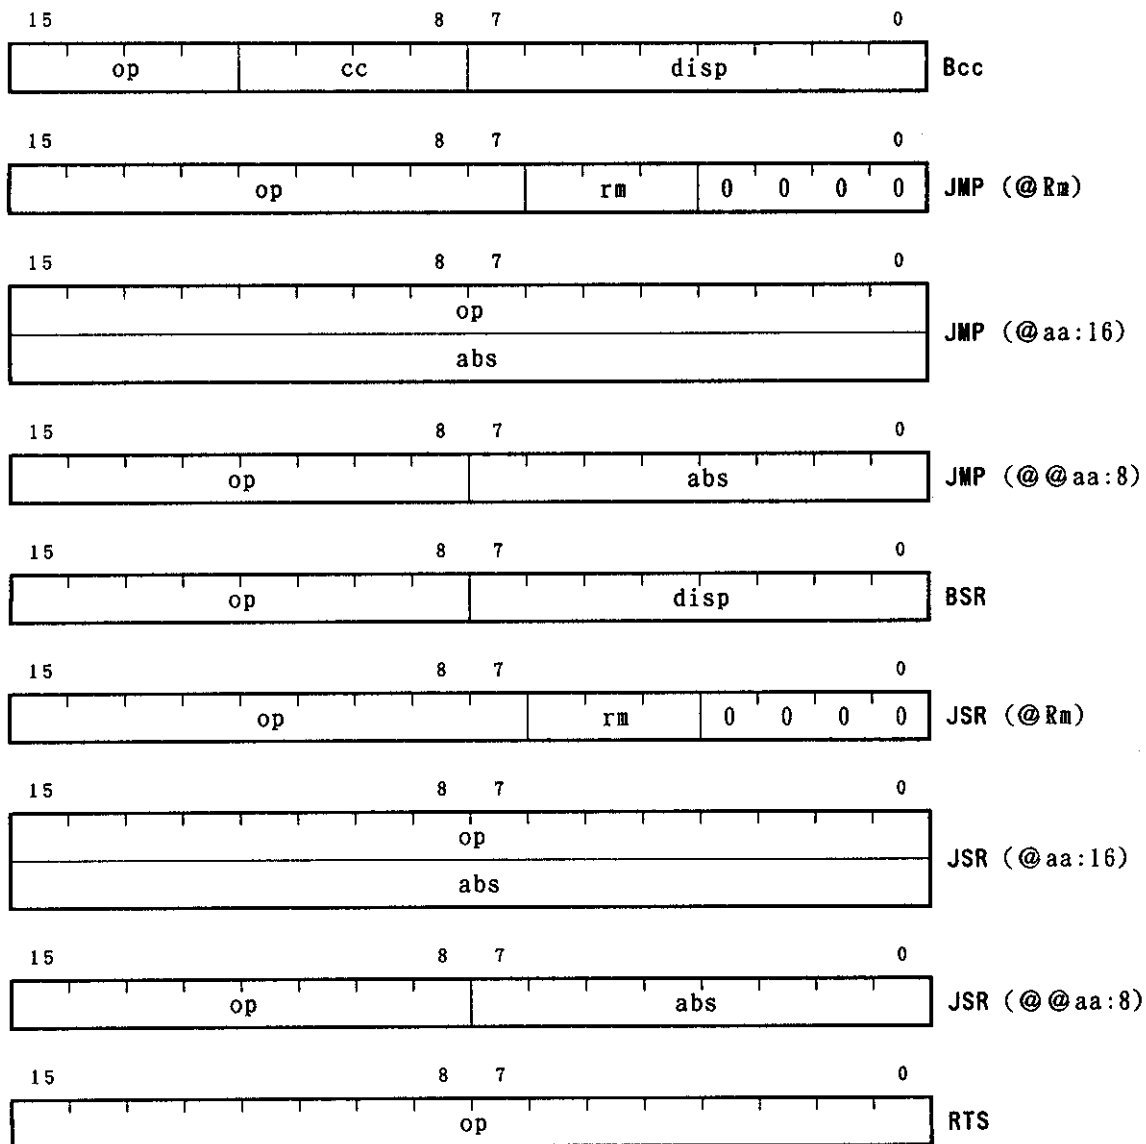 15 8 7 0
op cc disp Bcc
15 8 7 0
op rm 0 0 0 0 JMP (@Rm)
15 8 7 0
op
abs
JMP (@aa:16)
15 8 7 0
op abs JMP (@@aa:8)
15 8 7 0
op disp BSR
15 8 7 0
op rm 0 0 0 0 JSR (@Rm)
15 8 7 0
op
abs
JSR (@aa:16)
15 8 7 0
op abs JSR (@@aa:8)
15 8 7 0
op RTS